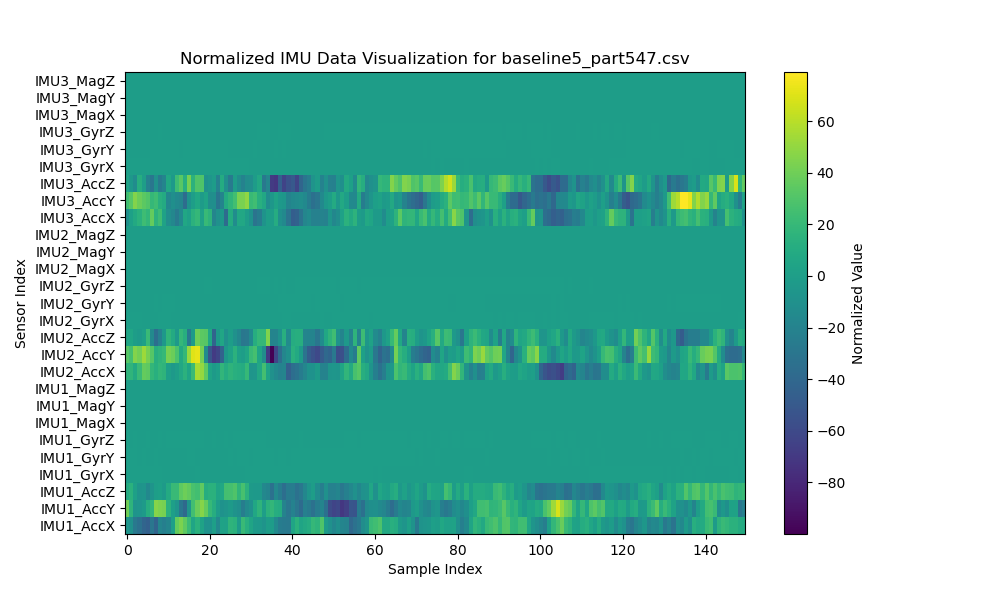 Normalized IMU Data Visualization for baseline5_part547.csv
IMU3_MagZ
IMU3_MagY
IMU3_MagX
IMU3_GyrZ
IMU3_GyrY
IMU3_GyrX
IMU3_AccZ
IMU3_AccY
IMU3_AccX
IMU2_MagZ
IMU2_MagY
IMU2_MagX
IMU2_GyrZ
IMU2_GyrY
IMU2_GyrX
IMU2_AccZ
IMU2_AccY
IMU2_AccX
IMU1_MagZ
IMU1_MagY
IMU1_MagX
IMU1_GyrZ
IMU1_GyrY
IMU1_GyrX
IMU1_AccZ
IMU1_AccY
IMU1_AccX
Sensor Index
0 20 40 60 80 100 120 140
Sample Index
60
40
20
0
−20
−40
−60
−80
Normalized Value